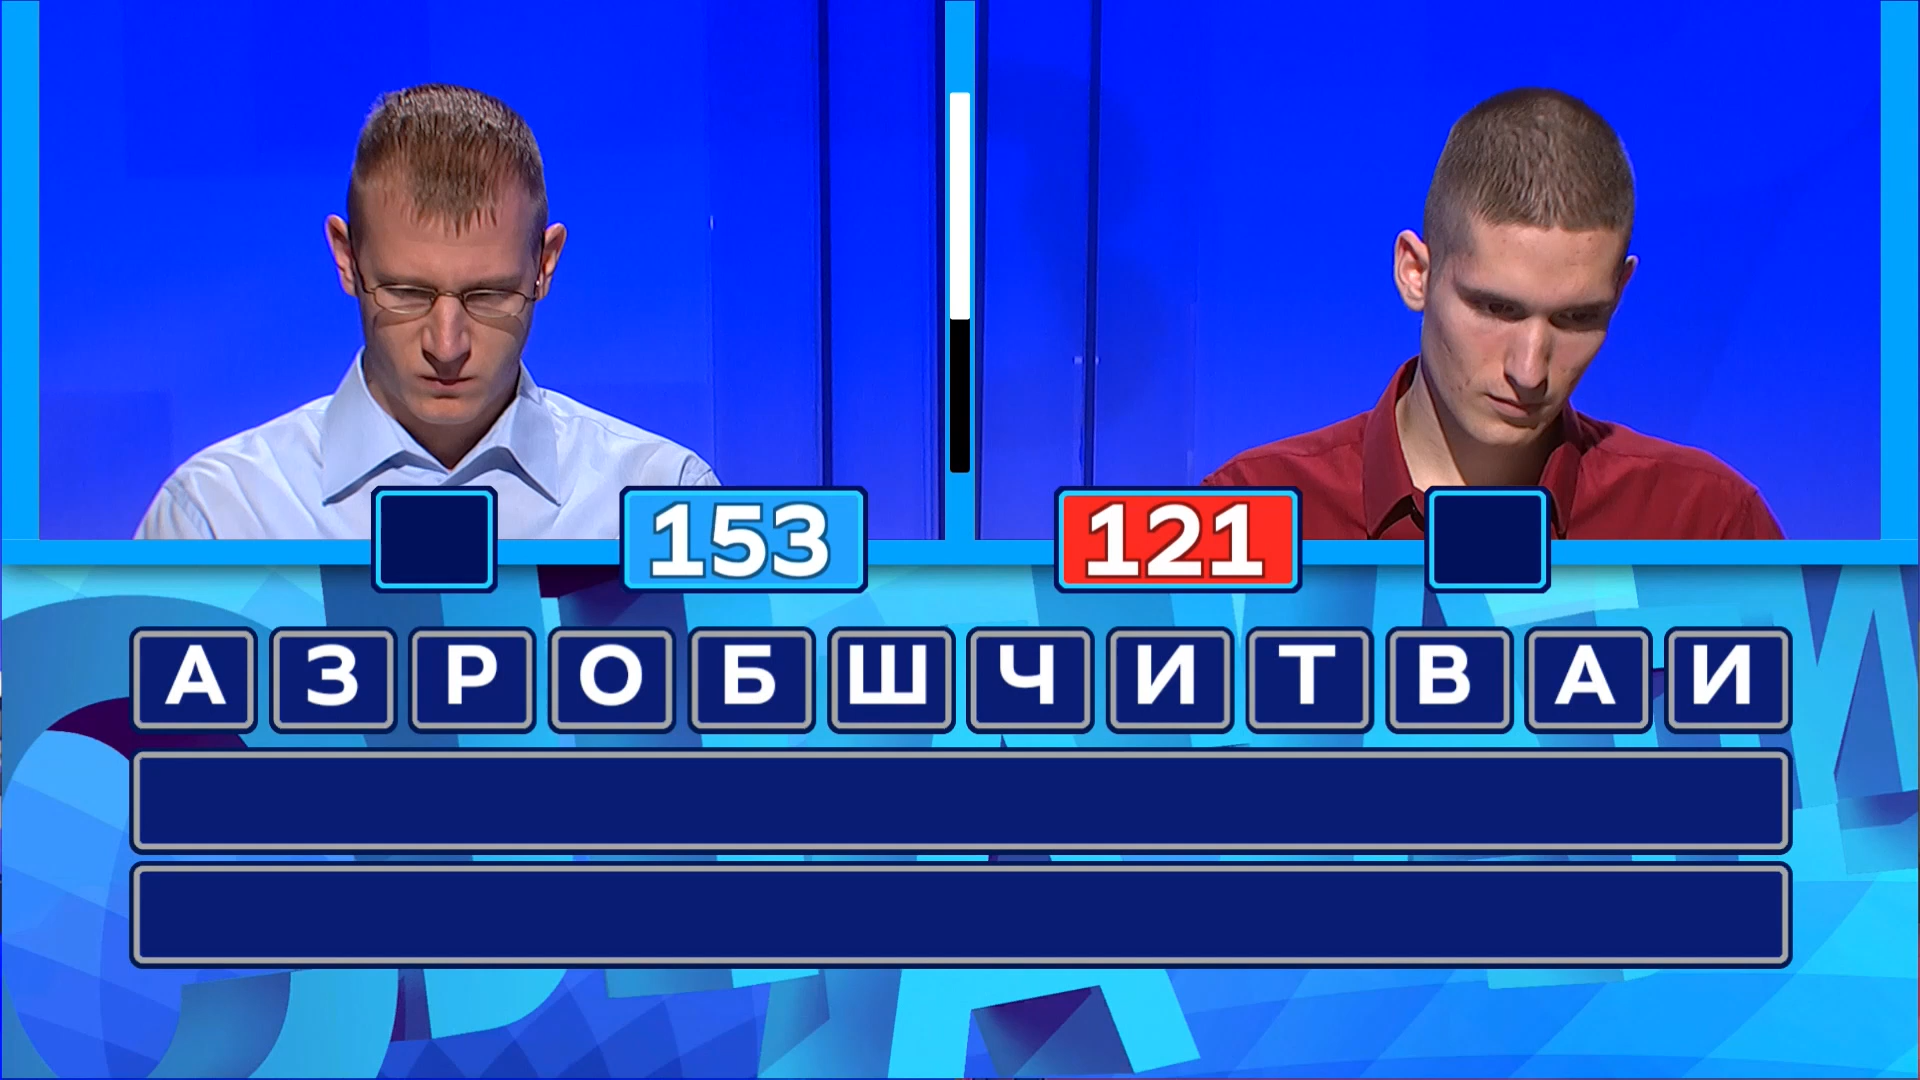 153 121
А З Р О Б Ш Ч И Т В А И